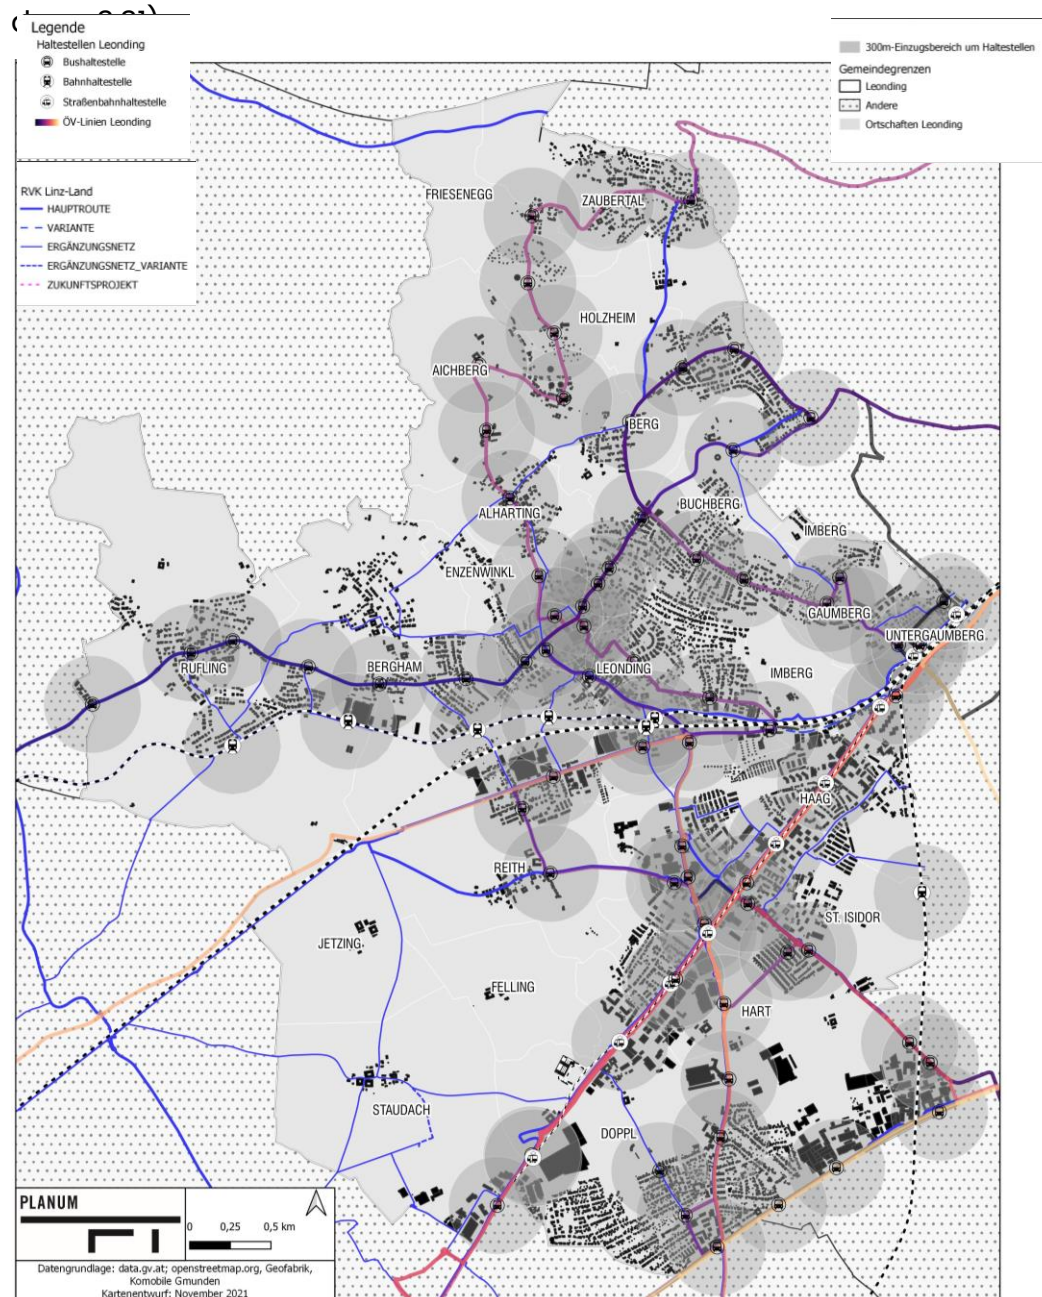 Legende
Haltestellen Leonding
Bushaltestelle
Bahnhaltestelle
Straßenbahnhaltestelle
ÖV-Linien Leonding
300m-Einzugsbereich um Haltestellen
Gemeindegrenzen
Leonding
Andere
Ortschaften Leonding
RVK Linz-Land
HAUPTROUTE
VARIANTE
ERGÄNZUNGSNETZ
ERGÄNZUNGSNETZ_VARIANTE
ZUKUNFTSPROJEKT
FRIESENEGG
ZAUBERTAL
HOLZHEIM
AICHBERG
BERG
BUCHBERG
ALHARTING
IMBERG
ENZENWINKL
GAUMBERG
UNTERGAUMBERG
RUFLING
BERGHAM
LEONDING
IMBERG
HAAG
REITH
ST. ISIDOR
JETZING
FELLING
HART
STAUDACH
DOPPL
PLANUM
0 0,25 0,5 km
Datengrundlage: data.gv.at; openstreetmap.org, Geofabrik,
Komobile Gmunden
Kartenentwurf: November 2021